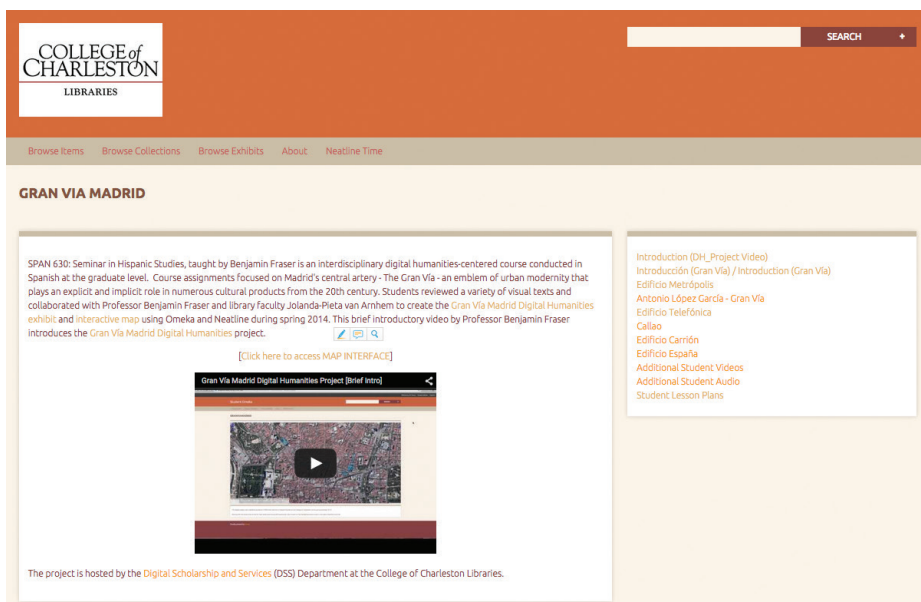 COLLEGE of
CHARLESTON
LIBRARIES
SEARCH +
Browse Items Browse Collections Browse Exhibits About Neatline Time
GRAN VIA MADRID
SPAN 630: Seminar in Hispanic Studies, taught by Benjamin Fraser is an interdisciplinary digital humanities-centered course conducted in
Spanish at the graduate level. Course assignments focused on Madrid's central artery - The Gran Vía - an emblem of urban modernity that
plays an explicit and implicit role in numerous cultural products from the 20th century. Students reviewed a variety of visual texts and
collaborated with Professor Benjamin Fraser and library faculty Jolanda-Pieta van Arnhem to create the Gran Vía Madrid Digital Humanities
exhibit and interactive map using Omeka and Neatline during spring 2014. This brief introductory video by Professor Benjamin Fraser
introduces the Gran Vía Madrid Digital Humanities project.
[Click here to access MAP INTERFACE]
Gran Vía Madrid Digital Humanities Project [Brief Intro]
The project is hosted by the Digital Scholarship and Services (DSS) Department at the College of Charleston Libraries.
Introduction (DH_Project Video)
Introducción (Gran Vía) / Introduction (Gran Vía)
Edificio Metrópolis
Antonio López García - Gran Vía
Edificio Telefónica
Callao
Edificio Carrión
Edificio España
Additional Student Videos
Additional Student Audio
Student Lesson Plans